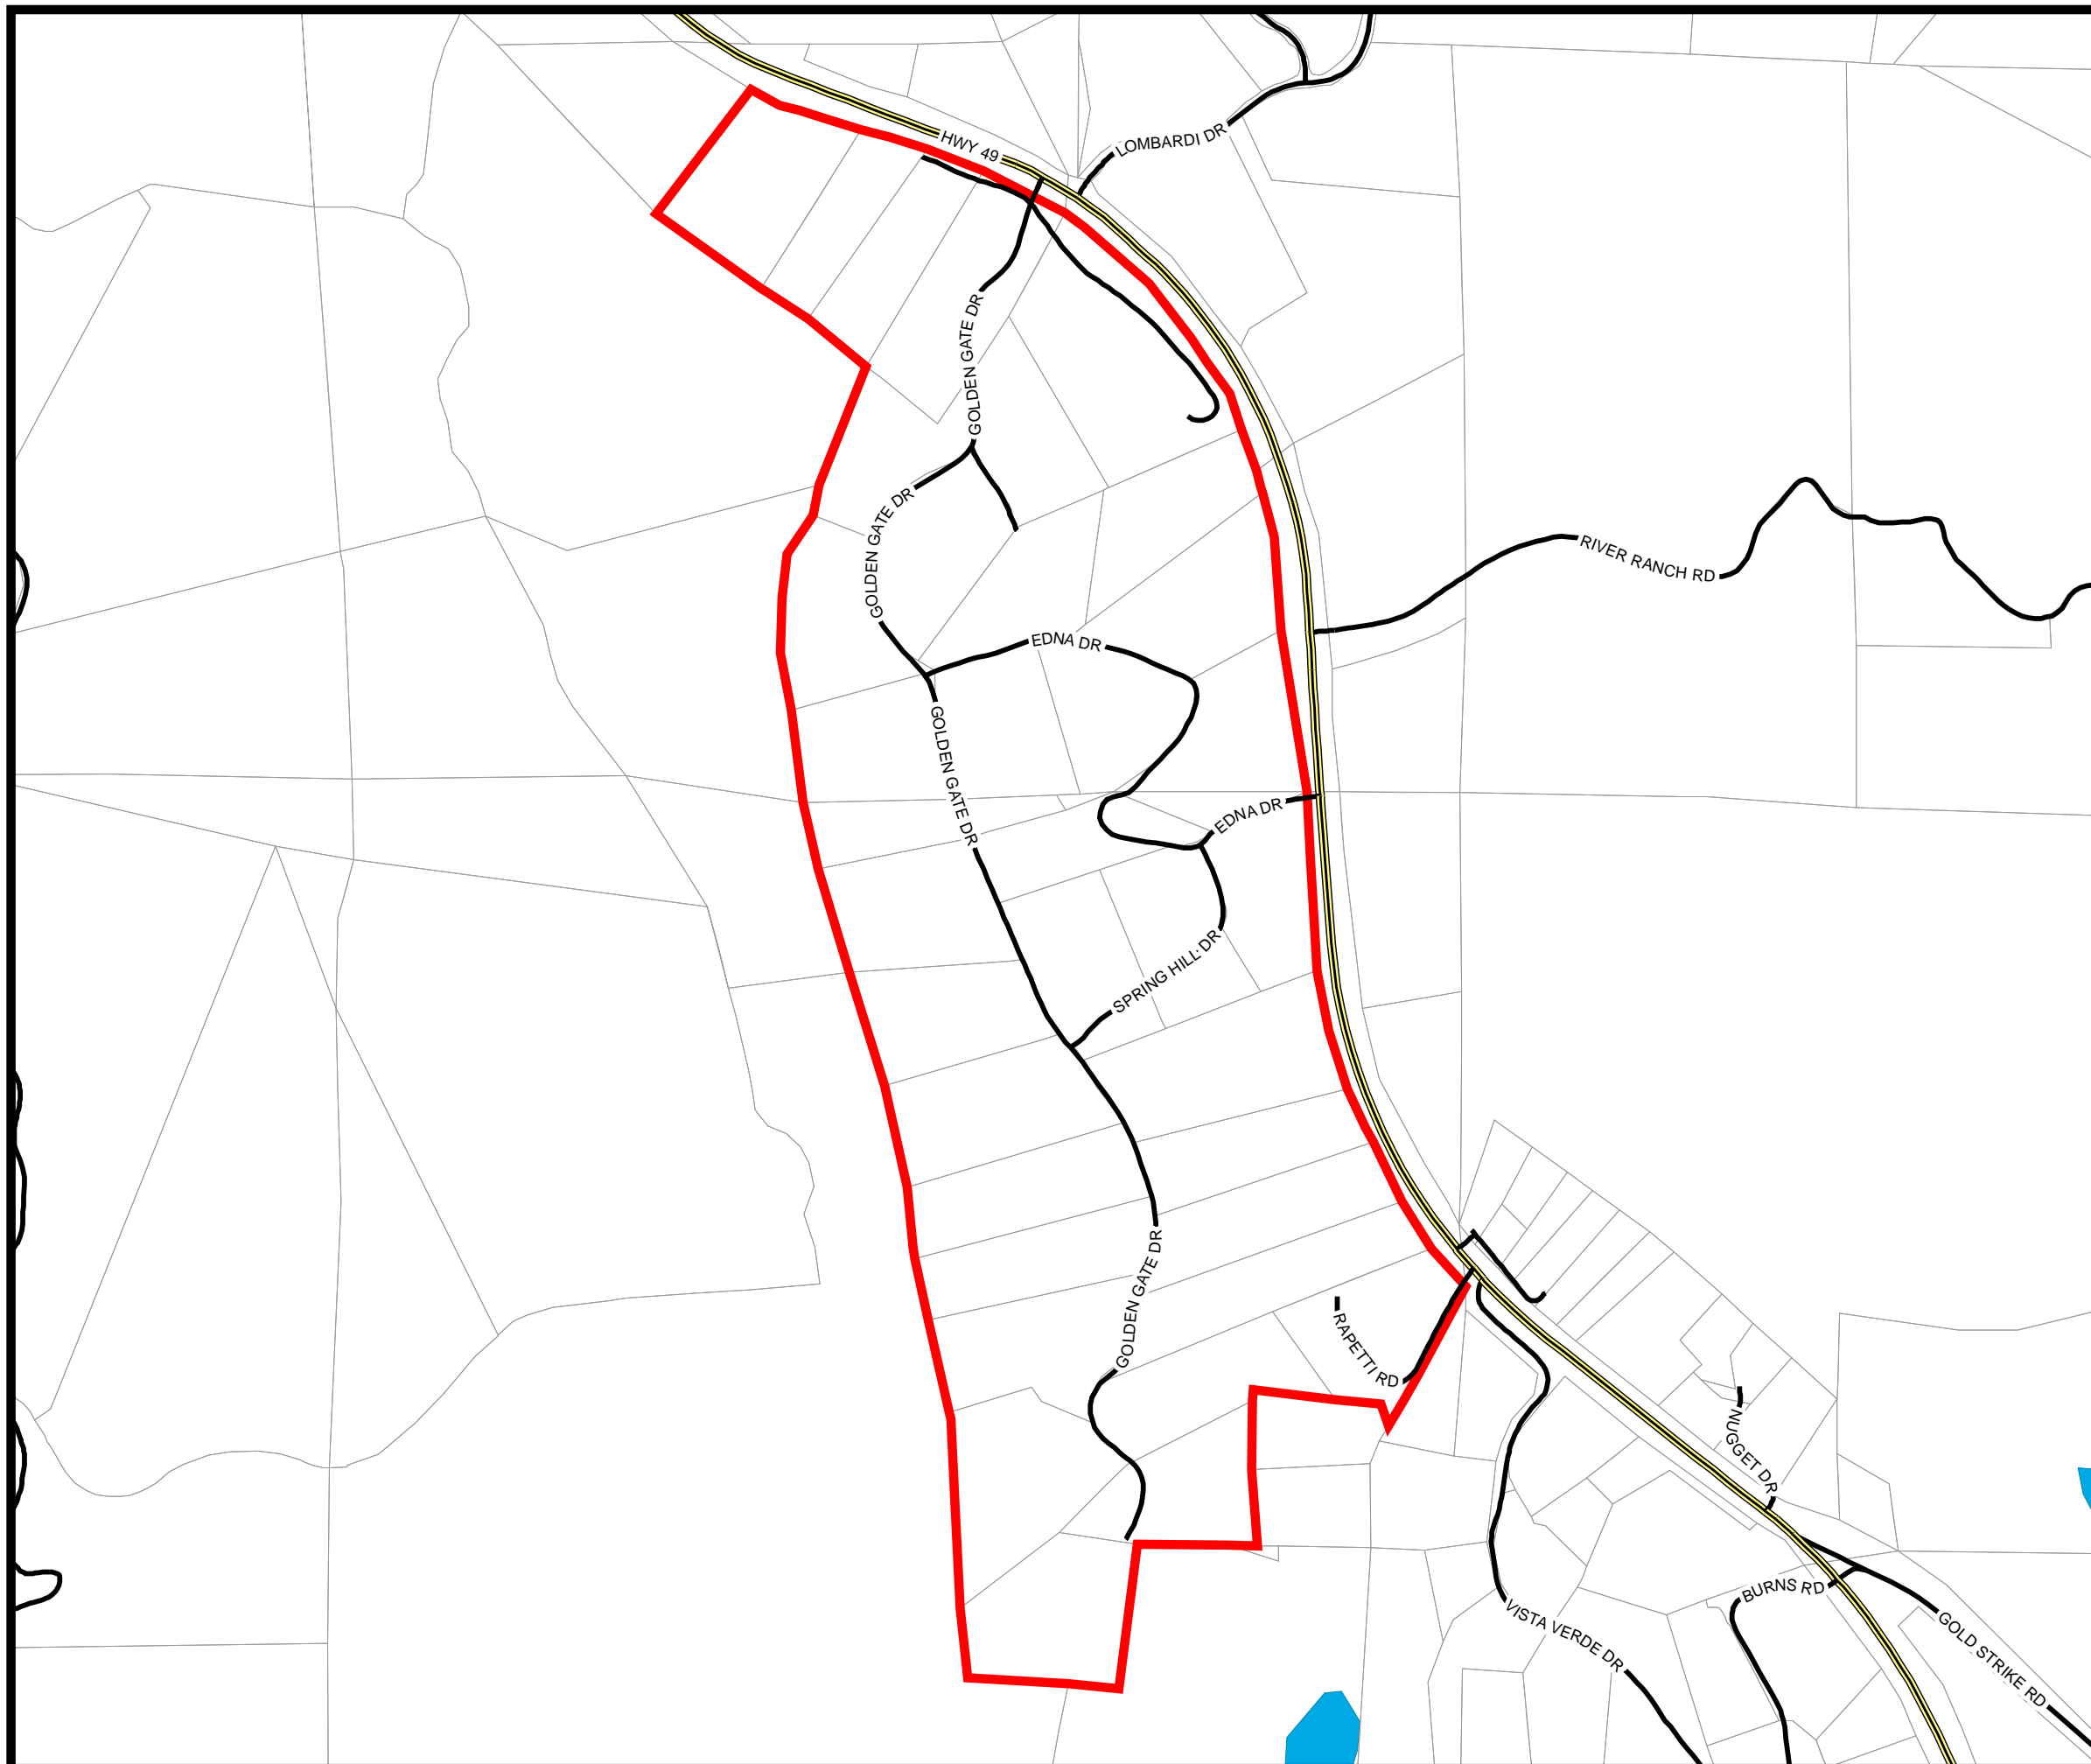 HWY 49
LOMBARDI DR
GOLDEN GATE DR
GOLDEN GATE DR
RIVER RANCH RD
EDNA DR
GOLDEN GATE DR
EDNA DR
SPRING HILL DR
GOLDEN GATE DR
RAPETTI RD
NUGGET DR
BURNS RD
VISTA VERDE DR
GOLD STRIKE RD